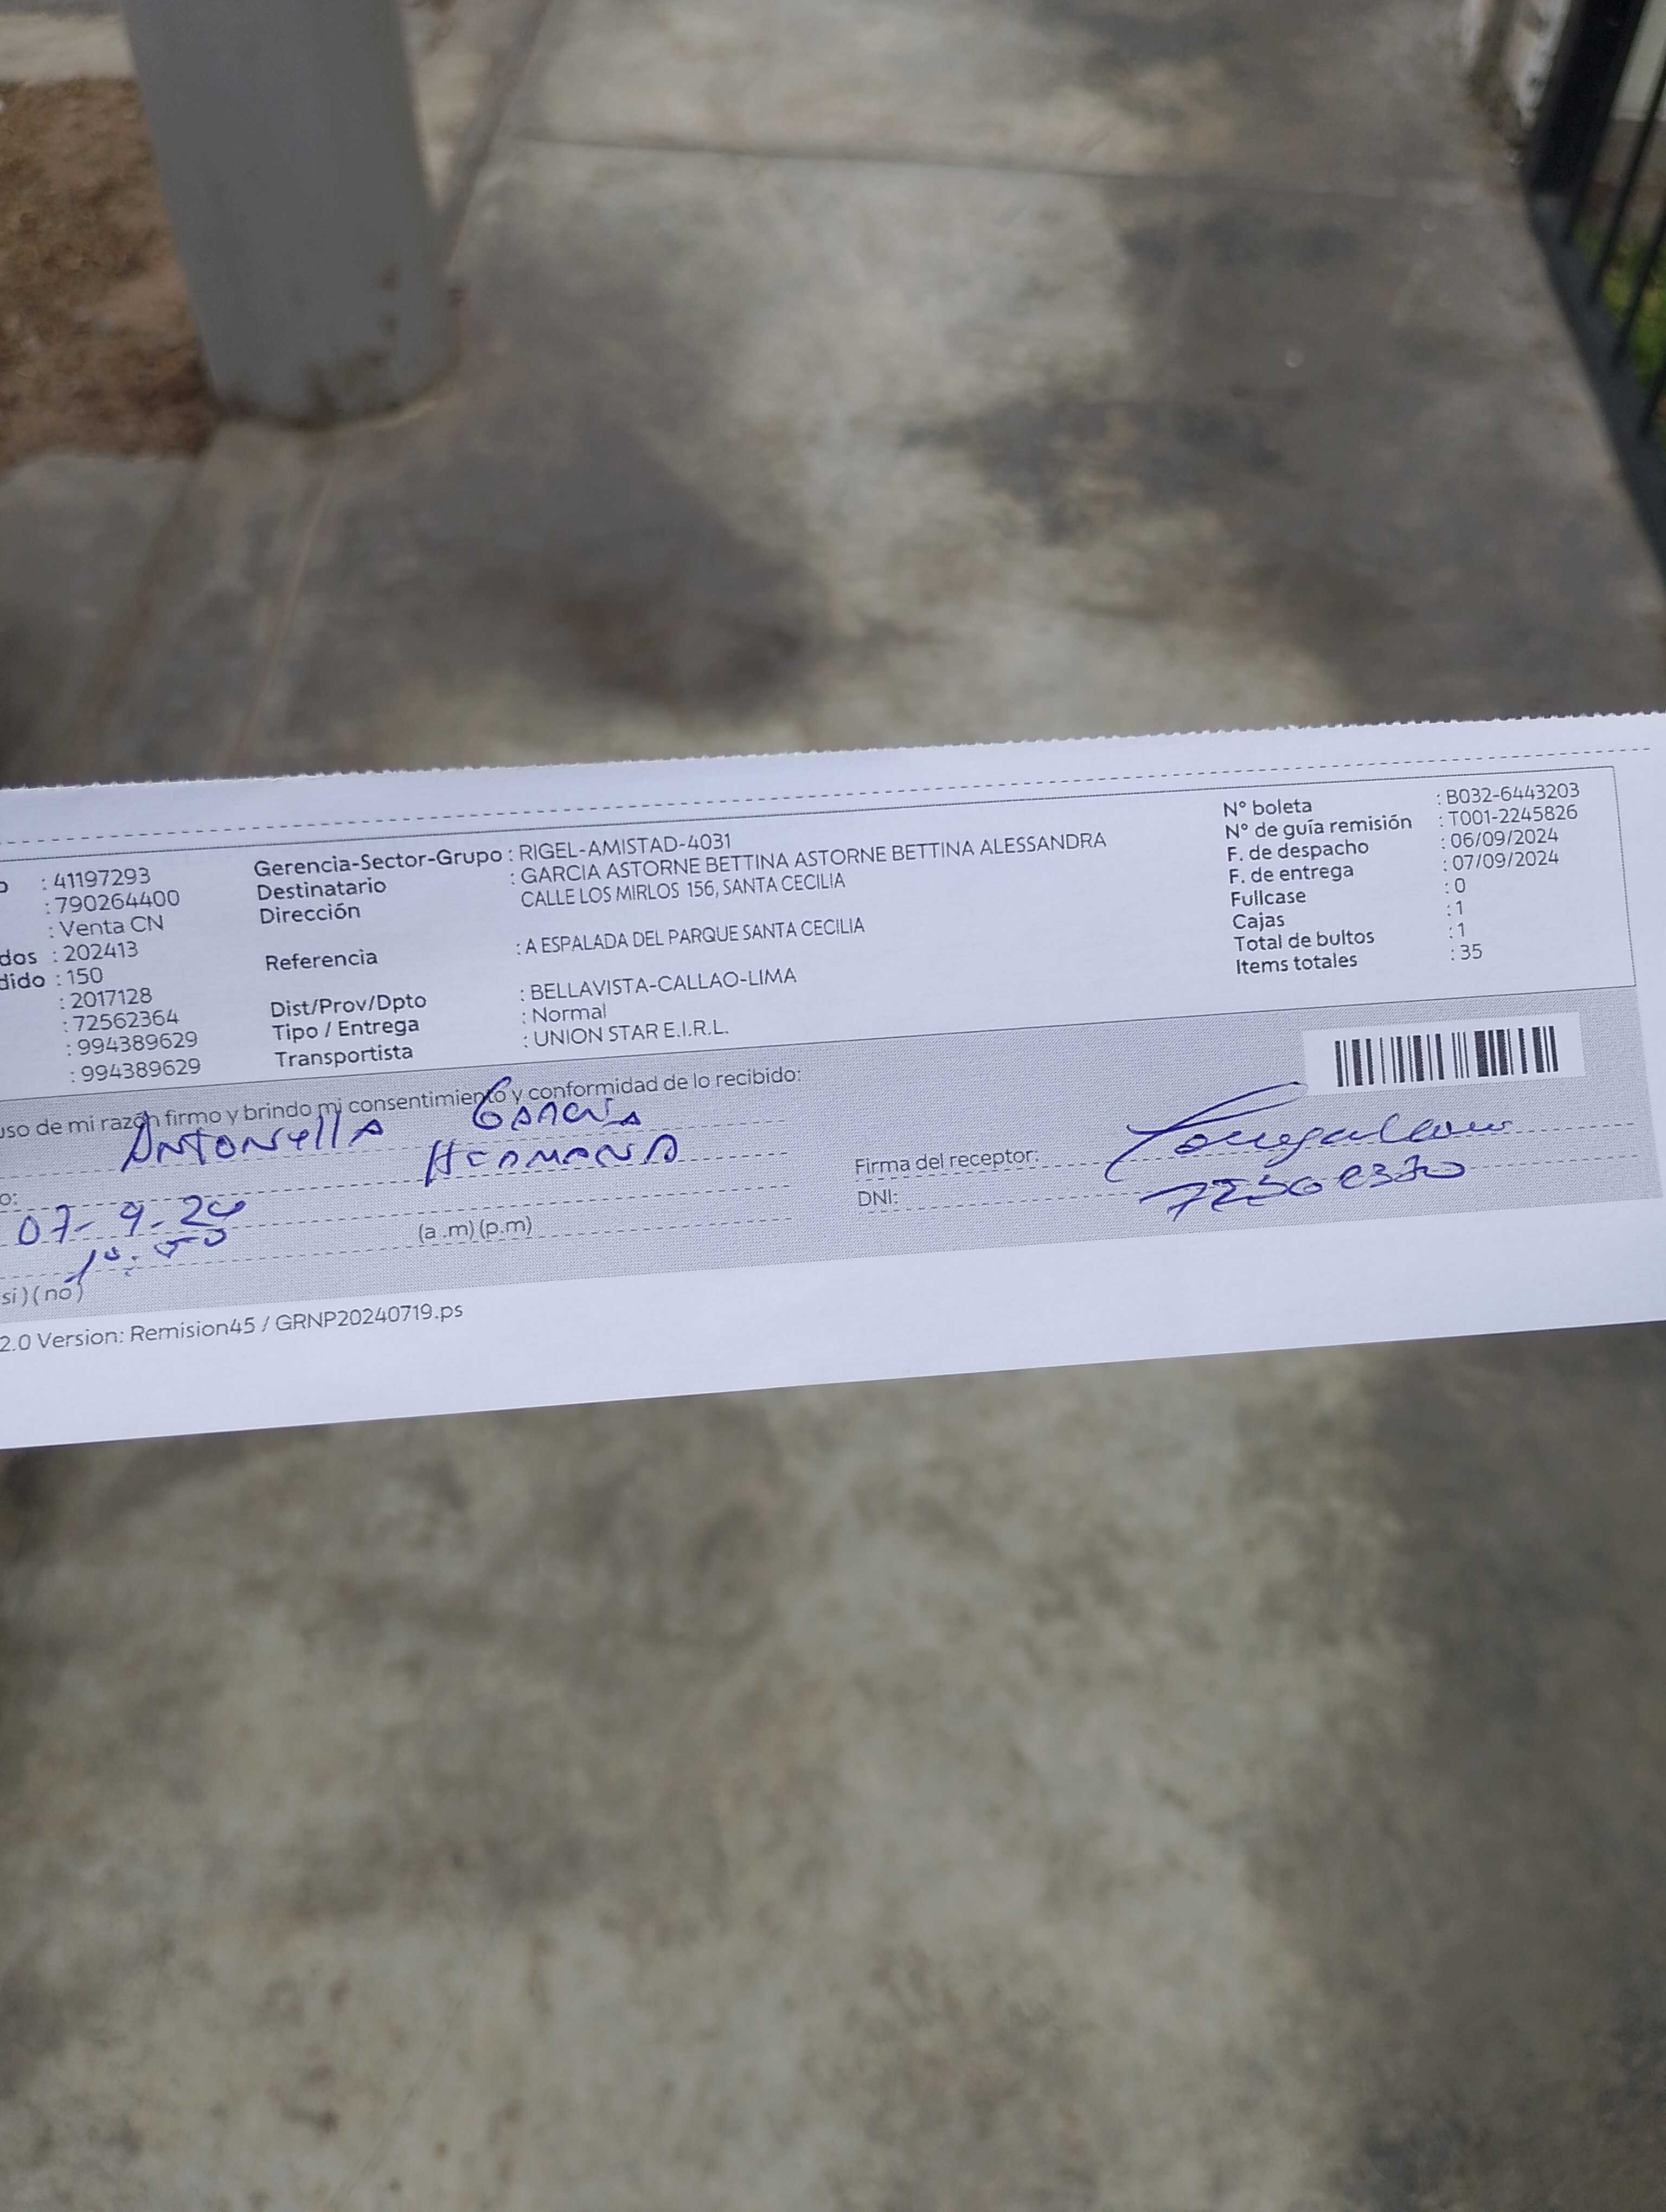 : 41197293
: 790264400
: Venta CN
dos : 202413
dido : 150
: 2017128
: 72562364
: 994389629
: 994389629
Gerencia-Sector-Grupo : RIGEL-AMISTAD-4031
Destinatario : GARCIA ASTORNE BETTINA ASTORNE BETTINA ALESSANDRA
Dirección CALLE LOS MIRLOS 156, SANTA CECILIA
Referencia : A ESPALADA DEL PARQUE SANTA CECILIA
Dist/Prov/Dpto : BELLAVISTA-CALLAO-LIMA
Tipo / Entrega : Normal
Transportista : UNION STAR E.I.R.L.
N° boleta : B032-6443203
N° de guía remisión : T001-2245826
F. de despacho : 06/09/2024
F. de entrega : 07/09/2024
Fullcase : 0
Cajas : 1
Total de bultos : 1
Items totales : 35
uso de mi razón firmo y brindo mi consentimiento y conformidad de lo recibido:
Antonella Garcia
Hermana
o:
07-9-24
(a .m) (p.m)
si) ( no )
Firma del receptor:
DNI:
2.0 Version: Remision45 / GRNP20240719.ps